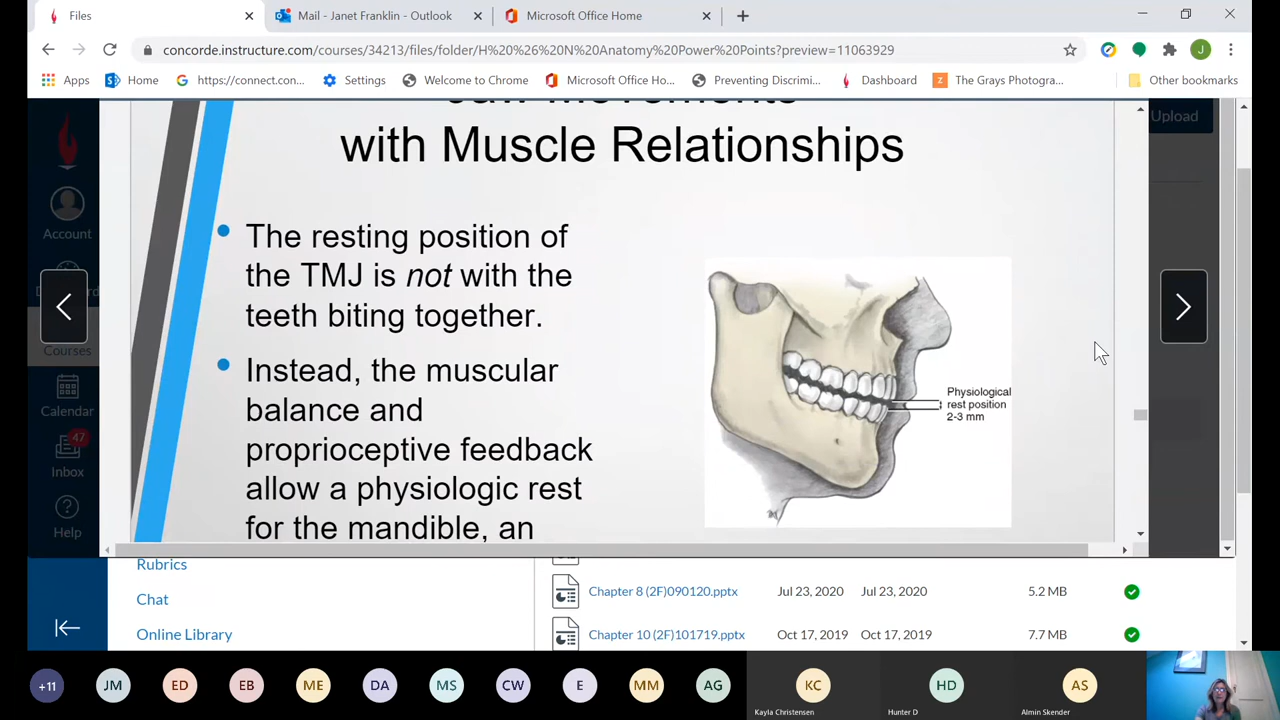 Files
Mail - Janet Franklin - Outlook
Microsoft Office Home
concorde.instructure.com/courses/34213/files/folder/H%20%26%20N%20Anatomy%20Power%20Points?preview=11063929
J
Apps
Home
https://connect.con...
Settings
Welcome to Chrome
Microsoft Office Ho...
Preventing Discrimi...
Dashboard
The Grays Photogra...
Other bookmarks
Upload
Account
Courses
Calendar
47
Inbox
Help
Jaw Movements
with Muscle Relationships
The resting position of
the TMJ is not with the
teeth biting together.
Instead, the muscular
balance and
proprioceptive feedback
allow a physiologic rest
for the mandible, an
Physiological
rest position
2-3 mm
Rubrics
Chat
Online Library
Chapter 8 (2F)090120.pptx Jul 23, 2020 Jul 23, 2020 5.2 MB
Chapter 10 (2F)101719.pptx Oct 17, 2019 Oct 17, 2019 7.7 MB
+11 JM ED EB ME DA MS CW E MM AG KC HD AS
Kayla Christensen Hunter D Almin Skender